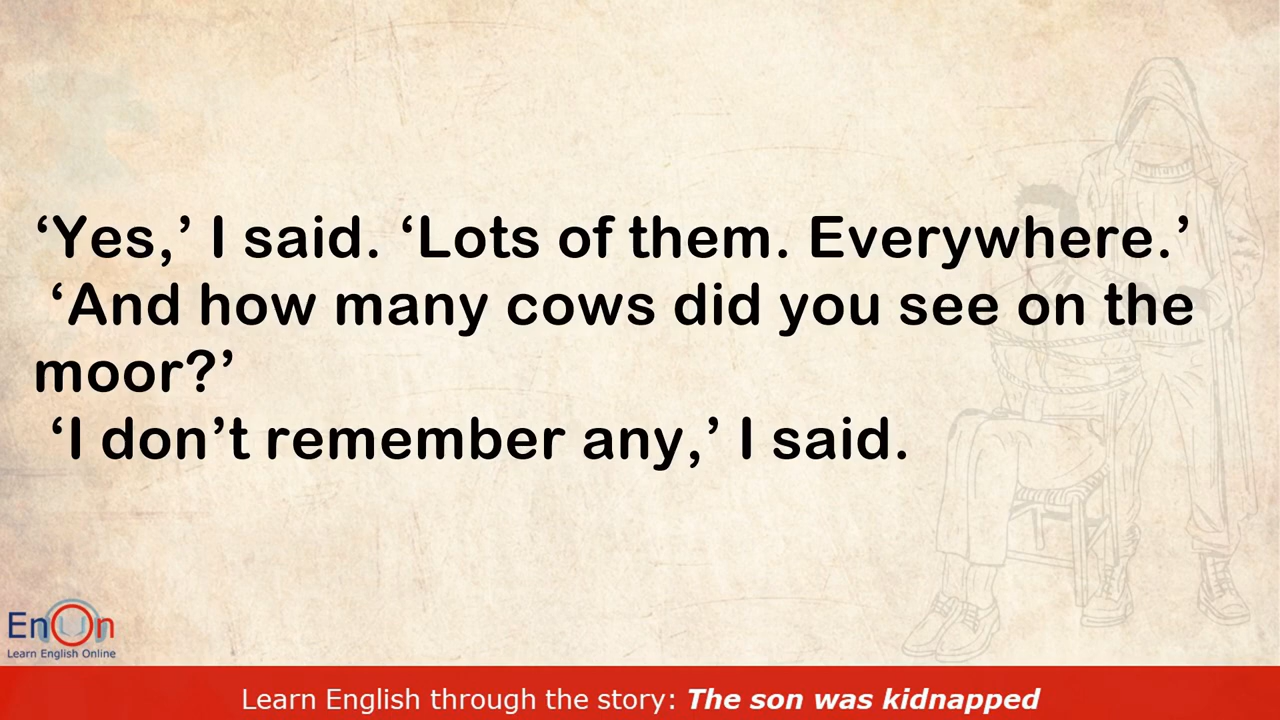 ‘Yes,’ I said. ‘Lots of them. Everywhere.’
‘And how many cows did you see on the
moor?’
‘I don’t remember any,’ I said.
EnOn
Learn English Online
Learn English through the story: The son was kidnapped